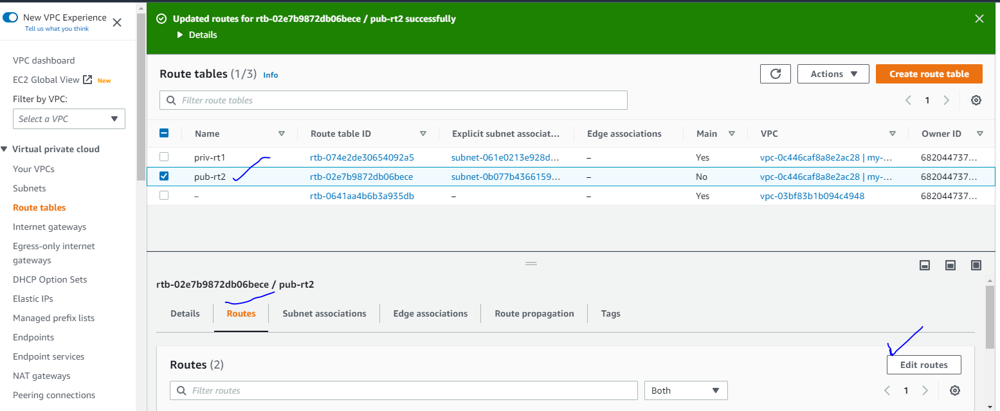 New VPC Experience
Tell us what you think
VPC dashboard
EC2 Global View New
Filter by VPC:
Select a VPC
Virtual private cloud
Your VPCs
Subnets
Route tables
Internet gateways
Egress-only internet
gateways
DHCP Option Sets
Elastic IPs
Managed prefix lists
Endpoints
Endpoint services
NAT gateways
Peering connections
Updated routes for rtb-02e7b9872db06bece / pub-rt2 successfully
Details
Route tables (1/3) Info
Actions
Create route table
Filter route tables
1
Name Route table ID Explicit subnet associat... Edge associations Main VPC Owner ID
priv-rt1 rtb-074e2de30654092a5 subnet-061e0213e928d... – Yes vpc-0c446caf8a8e2ac28 | my-... 682044737...
pub-rt2 rtb-02e7b9872db06bece subnet-0b077b4366159... – No vpc-0c446caf8a8e2ac28 | my-... 682044737...
– rtb-0641aa4b6b3a935db – – Yes vpc-03bf83b1b094c4948 682044737...
rtb-02e7b9872db06bece / pub-rt2
Details Routes Subnet associations Edge associations Route propagation Tags
Routes (2)
Edit routes
Filter routes
Both
1